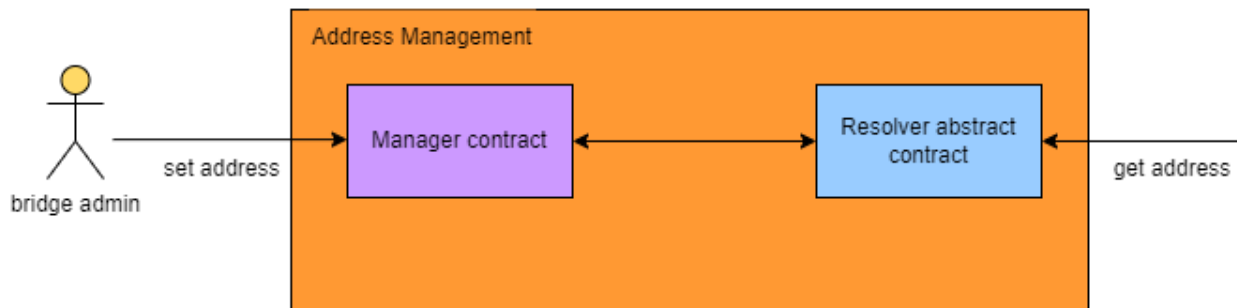 Address Management
Manager contract
Resolver abstract
contract
set address
get address
bridge admin